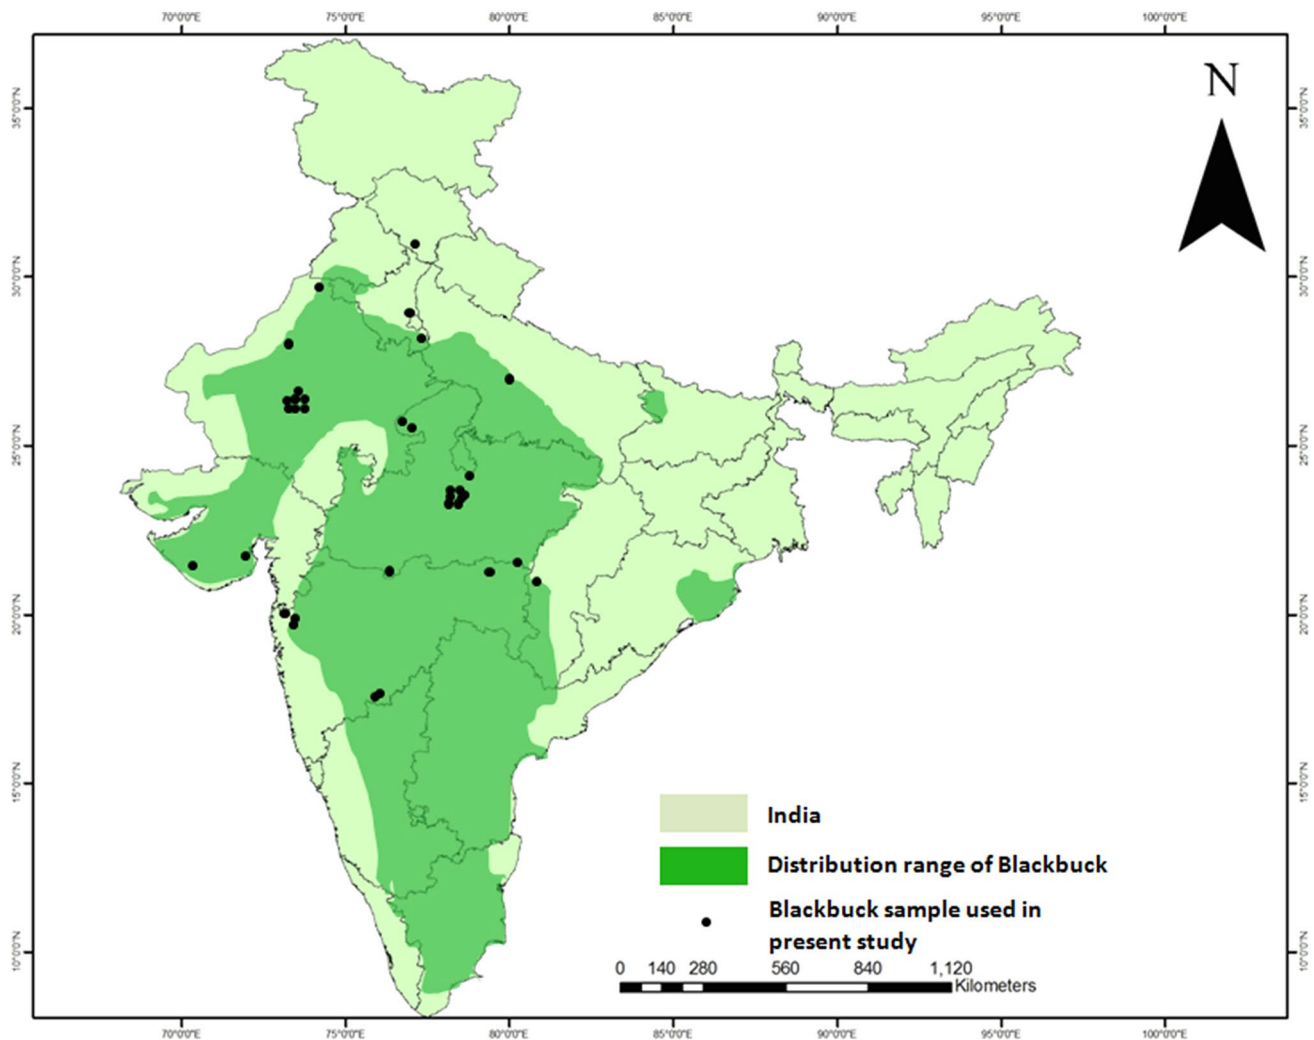 70°0'0"E 75°0'0"E 80°0'0"E 85°0'0"E 90°0'0"E 95°0'0"E 100°0'0"E
N
35°0'0"N 35°0'0"N
30°0'0"N 30°0'0"N
25°0'0"N 25°0'0"N
20°0'0"N 20°0'0"N
15°0'0"N 15°0'0"N
India
Distribution range of Blackbuck
Blackbuck sample used in
present study
10°0'0"N 10°0'0"N
0 140 280 560 840 1,120
Kilometers
70°0'0"E 75°0'0"E 80°0'0"E 85°0'0"E 90°0'0"E 95°0'0"E 100°0'0"E